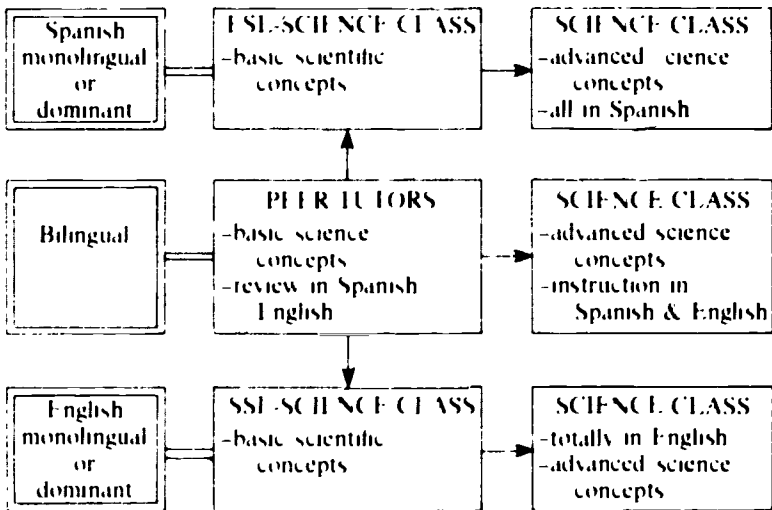 Spanish
monolingual
or
dominant
ESL-SCIENCE CLASS
-basic scientific
concepts
SCIENCE CLASS
-advanced cience
concepts
-all in Spanish
Bilingual
PEER TUTORS
-basic science
concepts
-review in Spanish
English
SCIENCE CLASS
-advanced science
concepts
-instruction in
Spanish & English
English
monolingual
or
dominant
SSL-SCIENCE CLASS
-basic scientific
concepts
SCIENCE CLASS
-totally in English
-advanced science
concepts